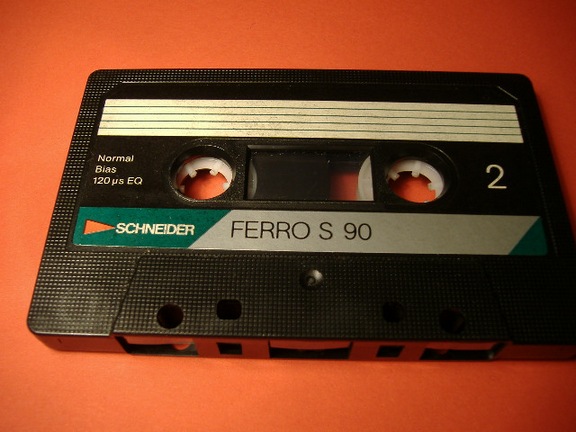 Normal
Bias
120 µs EQ
2
SCHNEIDER
FERRO S 90